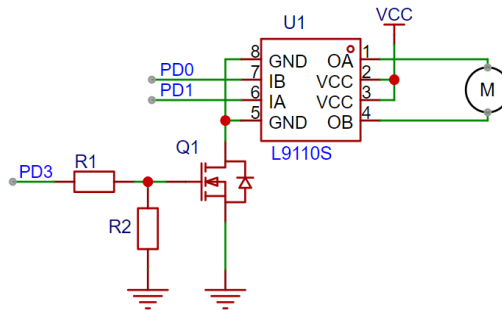 U1
VCC
8 GND OA 1
PD0 7 IB VCC 2
PD1 6 IA VCC 3
5 GND OB 4
M
L9110S
Q1
R1
PD3
R2